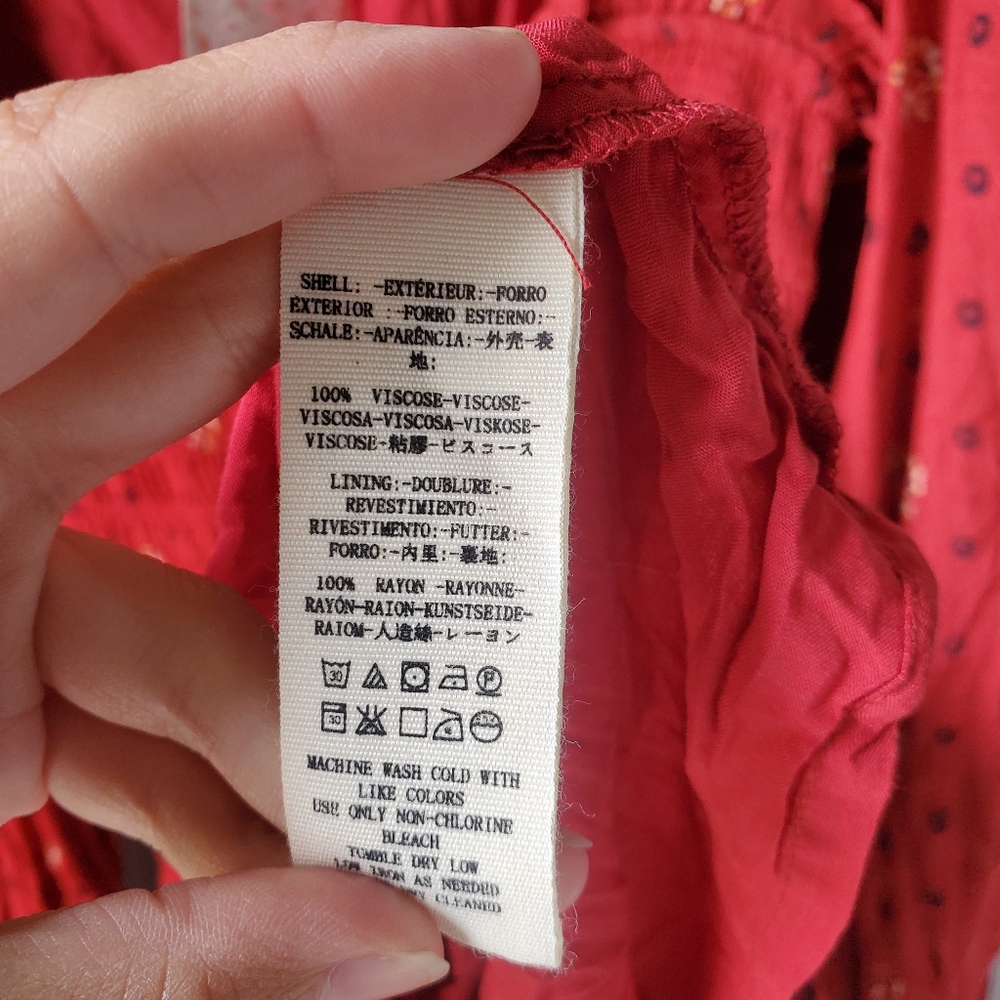 SHELL: -EXTÉRIEUR:-FORRO
EXTERIOR :-FORRO ESTERNO:-
SCHALE:-APARÊNCIA:-外壳-表
地:
100% VISCOSE-VISCOSE-
VISCOSA-VISCOSA-VISKOSE-
VISCOSE-粘膠-ビスコース
LINING:-DOUBLURE:-
REVESTIMIENTO:-
RIVESTIMENTO:-FUTTER:-
FORRO:-内里:-裏地:
100% RAYON -RAYONNE-
RAYÓN-RAION-KUNSTSEIDE-
RAIOM-人造絲-レーヨン
30 P
30
MACHINE WASH COLD WITH
LIKE COLORS
USE ONLY NON-CHLORINE
BLEACH
TUMBLE DRY LOW
IRON AS NEEDED
CLEANED